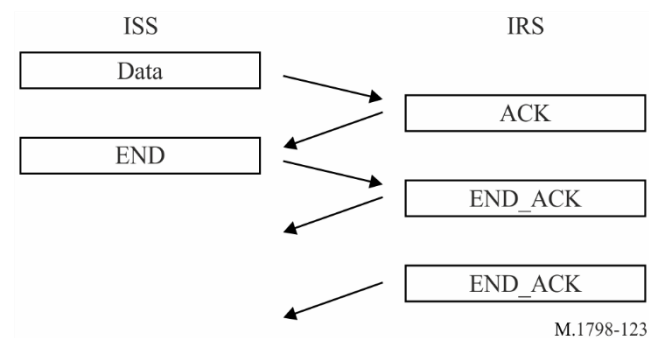 ISS
IRS
Data
ACK
END
END_ACK
END_ACK
M.1798-123